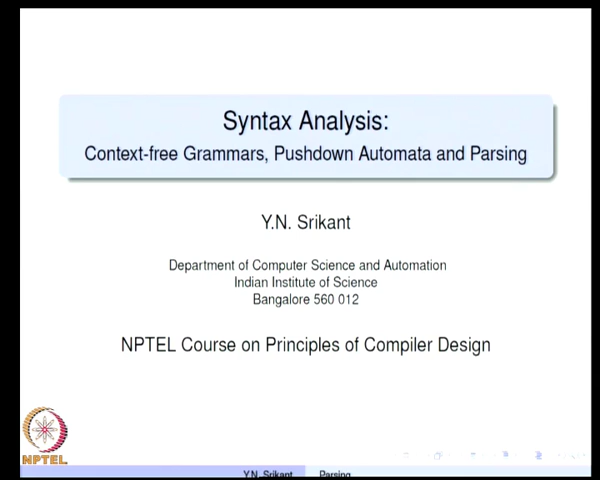 Syntax Analysis:
Context-free Grammars, Pushdown Automata and Parsing
Y.N. Srikant
Department of Computer Science and Automation
Indian Institute of Science
Bangalore 560 012
NPTEL Course on Principles of Compiler Design
NPTEL
Y.N. Srikant Parsing